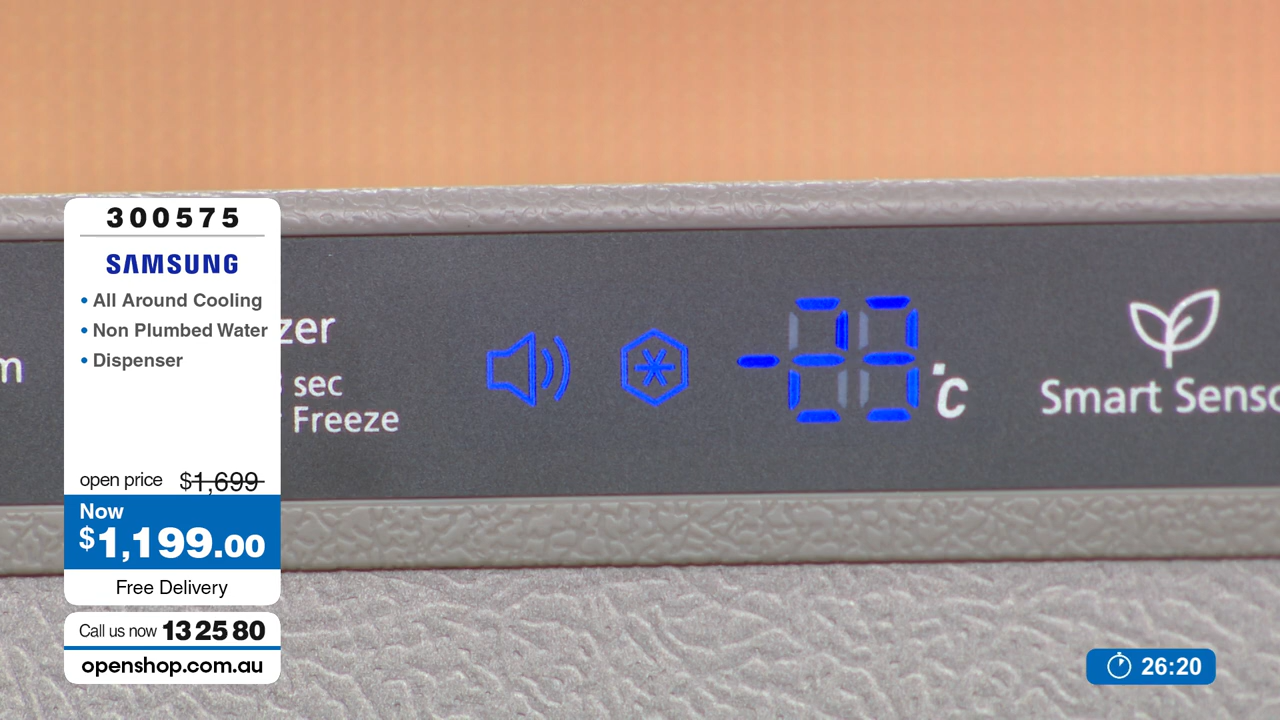 300575
SAMSUNG
• All Around Cooling
• Non Plumbed Water
• Dispenser
open price $1,699
Now
$1,199.00
Free Delivery
Call us now 13 25 80
openshop.com.au
zer
sec
Freeze
-23 °C
Smart Senso
26:20